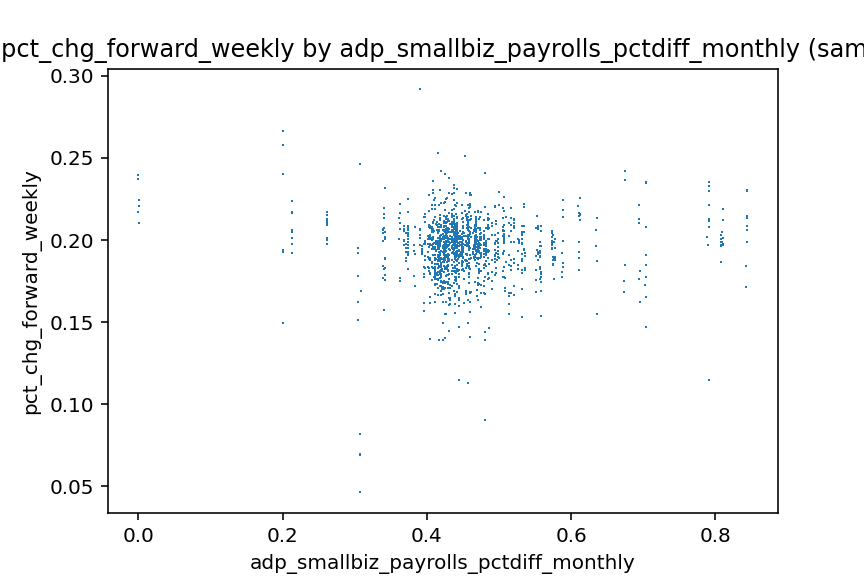 pct_chg_forward_weekly by adp_smallbiz_payrolls_pctdiff_monthly (sam
0.30
0.25
0.20
0.15
0.10
0.05
pct_chg_forward_weekly
0.0 0.2 0.4 0.6 0.8
adp_smallbiz_payrolls_pctdiff_monthly